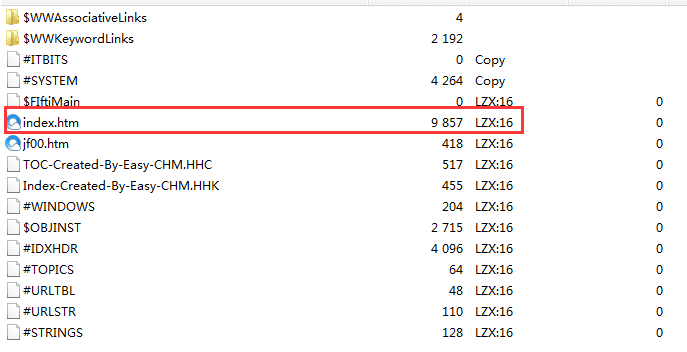 $WWAssociativeLinks 4
$WWKeywordLinks 2 192
#ITBITS 0 Copy
#SYSTEM 4 264 Copy
$FIftiMain 0 LZX:16 0
index.htm 9 857 LZX:16 0
jf00.htm 418 LZX:16 0
TOC-Created-By-Easy-CHM.HHC 517 LZX:16 0
Index-Created-By-Easy-CHM.HHK 455 LZX:16 0
#WINDOWS 204 LZX:16 0
$OBJINST 2 715 LZX:16 0
#IDXHDR 4 096 LZX:16 0
#TOPICS 64 LZX:16 0
#URLTBL 48 LZX:16 0
#URLSTR 110 LZX:16 0
#STRINGS 128 LZX:16 0